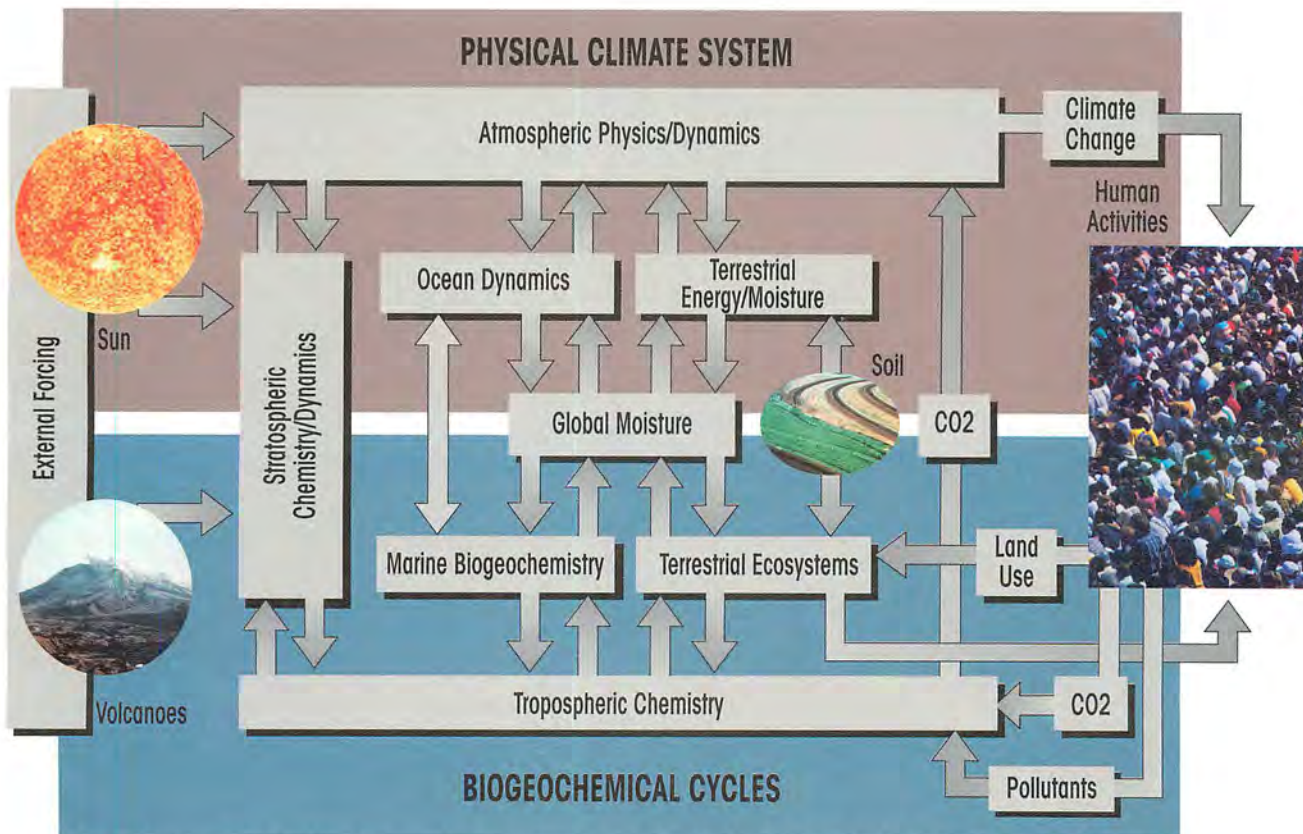 PHYSICAL CLIMATE SYSTEM
Climate
Change
Atmospheric Physics/Dynamics
Human
Activities
Sun
External Forcing
Stratospheric
Chemistry/Dynamics
Ocean Dynamics
Terrestrial
Energy/Moisture
Soil
Global Moisture
CO2
Marine Biogeochemistry
Terrestrial Ecosystems
Land
Use
Volcanoes
Tropospheric Chemistry
CO2
Pollutants
BIOGEOCHEMICAL CYCLES